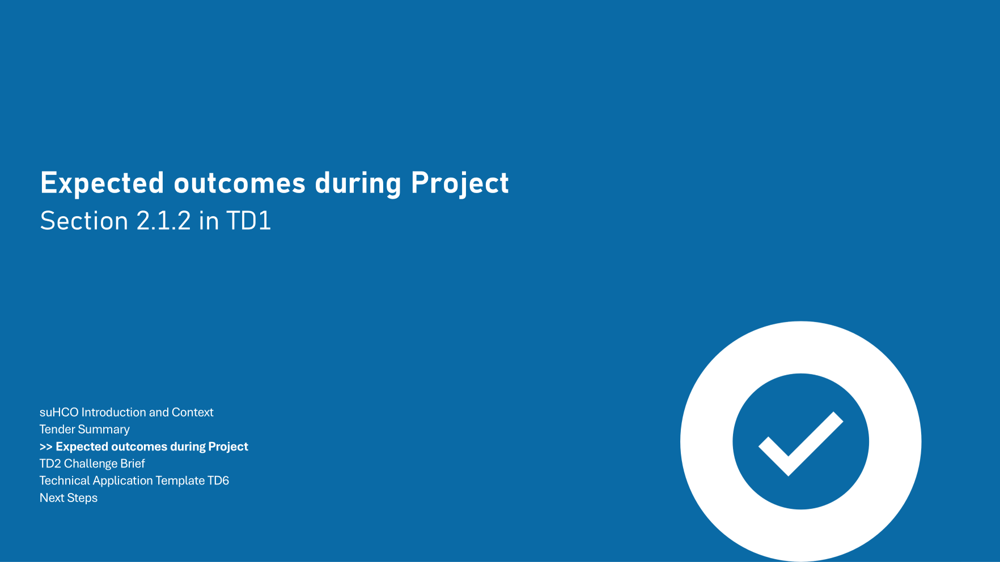 Expected outcomes during Project
Section 2.1.2 in TD1
suHCO Introduction and Context
Tender Summary
>> Expected outcomes during Project
TD2 Challenge Brief
Technical Application Template TD6
Next Steps